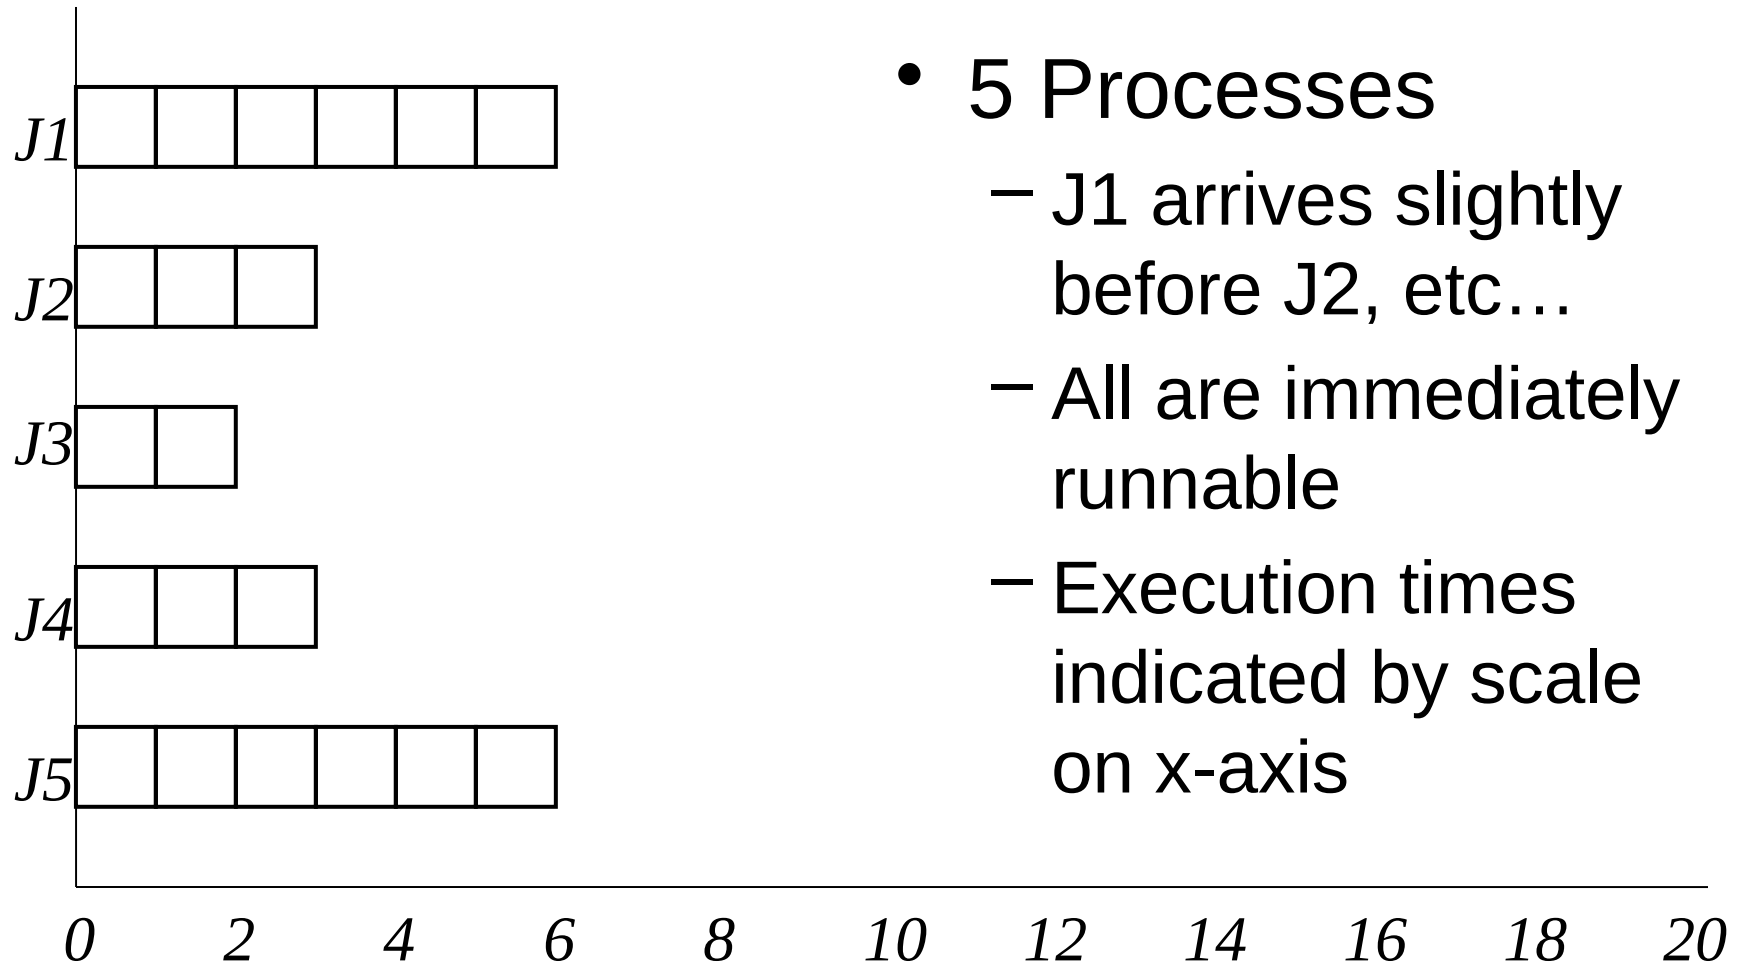 J1
J2
J3
J4
J5
0 2 4 6 8 10 12 14 16 18 20
• 5 Processes
– J1 arrives slightly
before J2, etc…
– All are immediately
runnable
– Execution times
indicated by scale
on x-axis